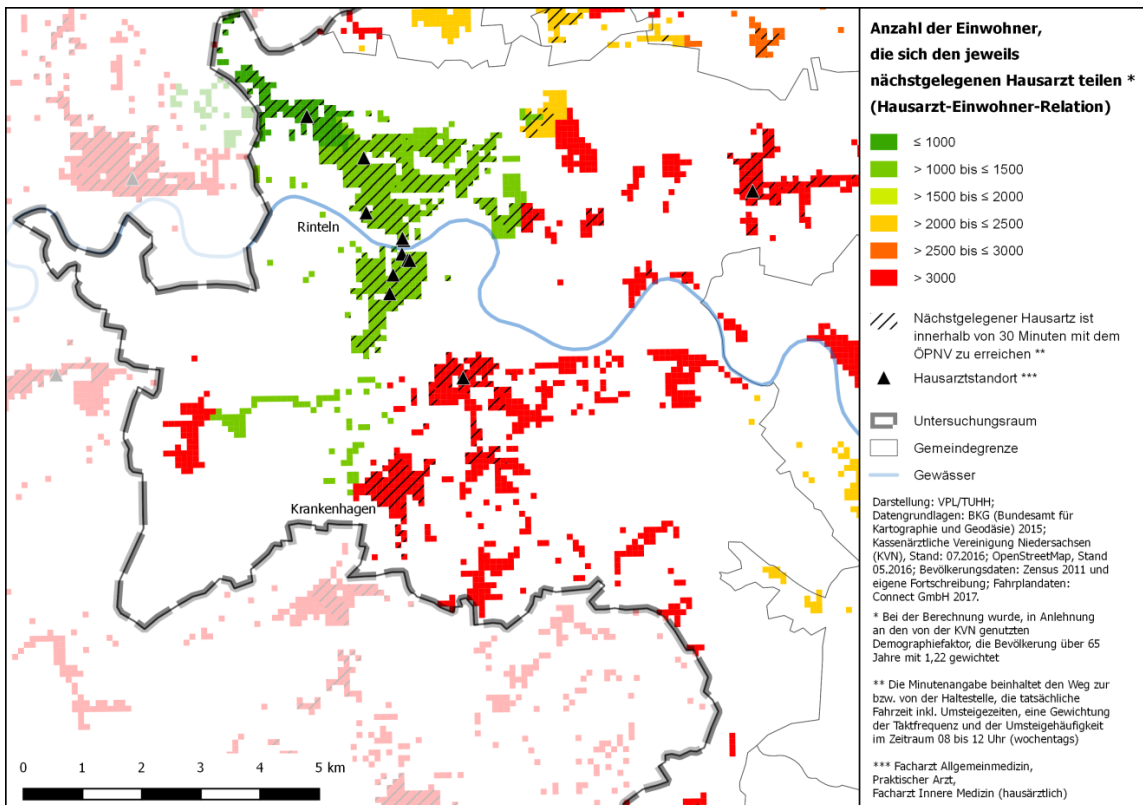 Anzahl der Einwohner,
die sich den jeweils
nächstgelegenen Hausarzt teilen *
(Hausarzt-Einwohner-Relation)
≤ 1000
> 1000 bis ≤ 1500
> 1500 bis ≤ 2000
> 2000 bis ≤ 2500
> 2500 bis ≤ 3000
> 3000
Nächstgelegener Hausartz ist
innerhalb von 30 Minuten mit dem
ÖPNV zu erreichen **
Hausarztstandort ***
Untersuchungsraum
Gemeindegrenze
Gewässer
Darstellung: VPL/TUHH;
Datengrundlagen: BKG (Bundesamt für
Kartographie und Geodäsie) 2015;
Kassenärztliche Vereinigung Niedersachsen
(KVN), Stand: 07.2016; OpenStreetMap, Stand
05.2016; Bevölkerungsdaten: Zensus 2011 und
eigene Fortschreibung; Fahrplandaten:
Connect GmbH 2017.
* Bei der Berechnung wurde, in Anlehnung
an den von der KVN genutzten
Demographiefaktor, die Bevölkerung über 65
Jahre mit 1,22 gewichtet
** Die Minutenangabe beinhaltet den Weg zur
bzw. von der Haltestelle, die tatsächliche
Fahrzeit inkl. Umsteigezeiten, eine Gewichtung
der Taktfrequenz und der Umsteigehäufigkeit
im Zeitraum 08 bis 12 Uhr (wochentags)
*** Facharzt Allgemeinmedizin,
Praktischer Arzt,
Facharzt Innere Medizin (hausärztlich)
Rinteln
Krankenhagen
0 1 2 3 4 5 km